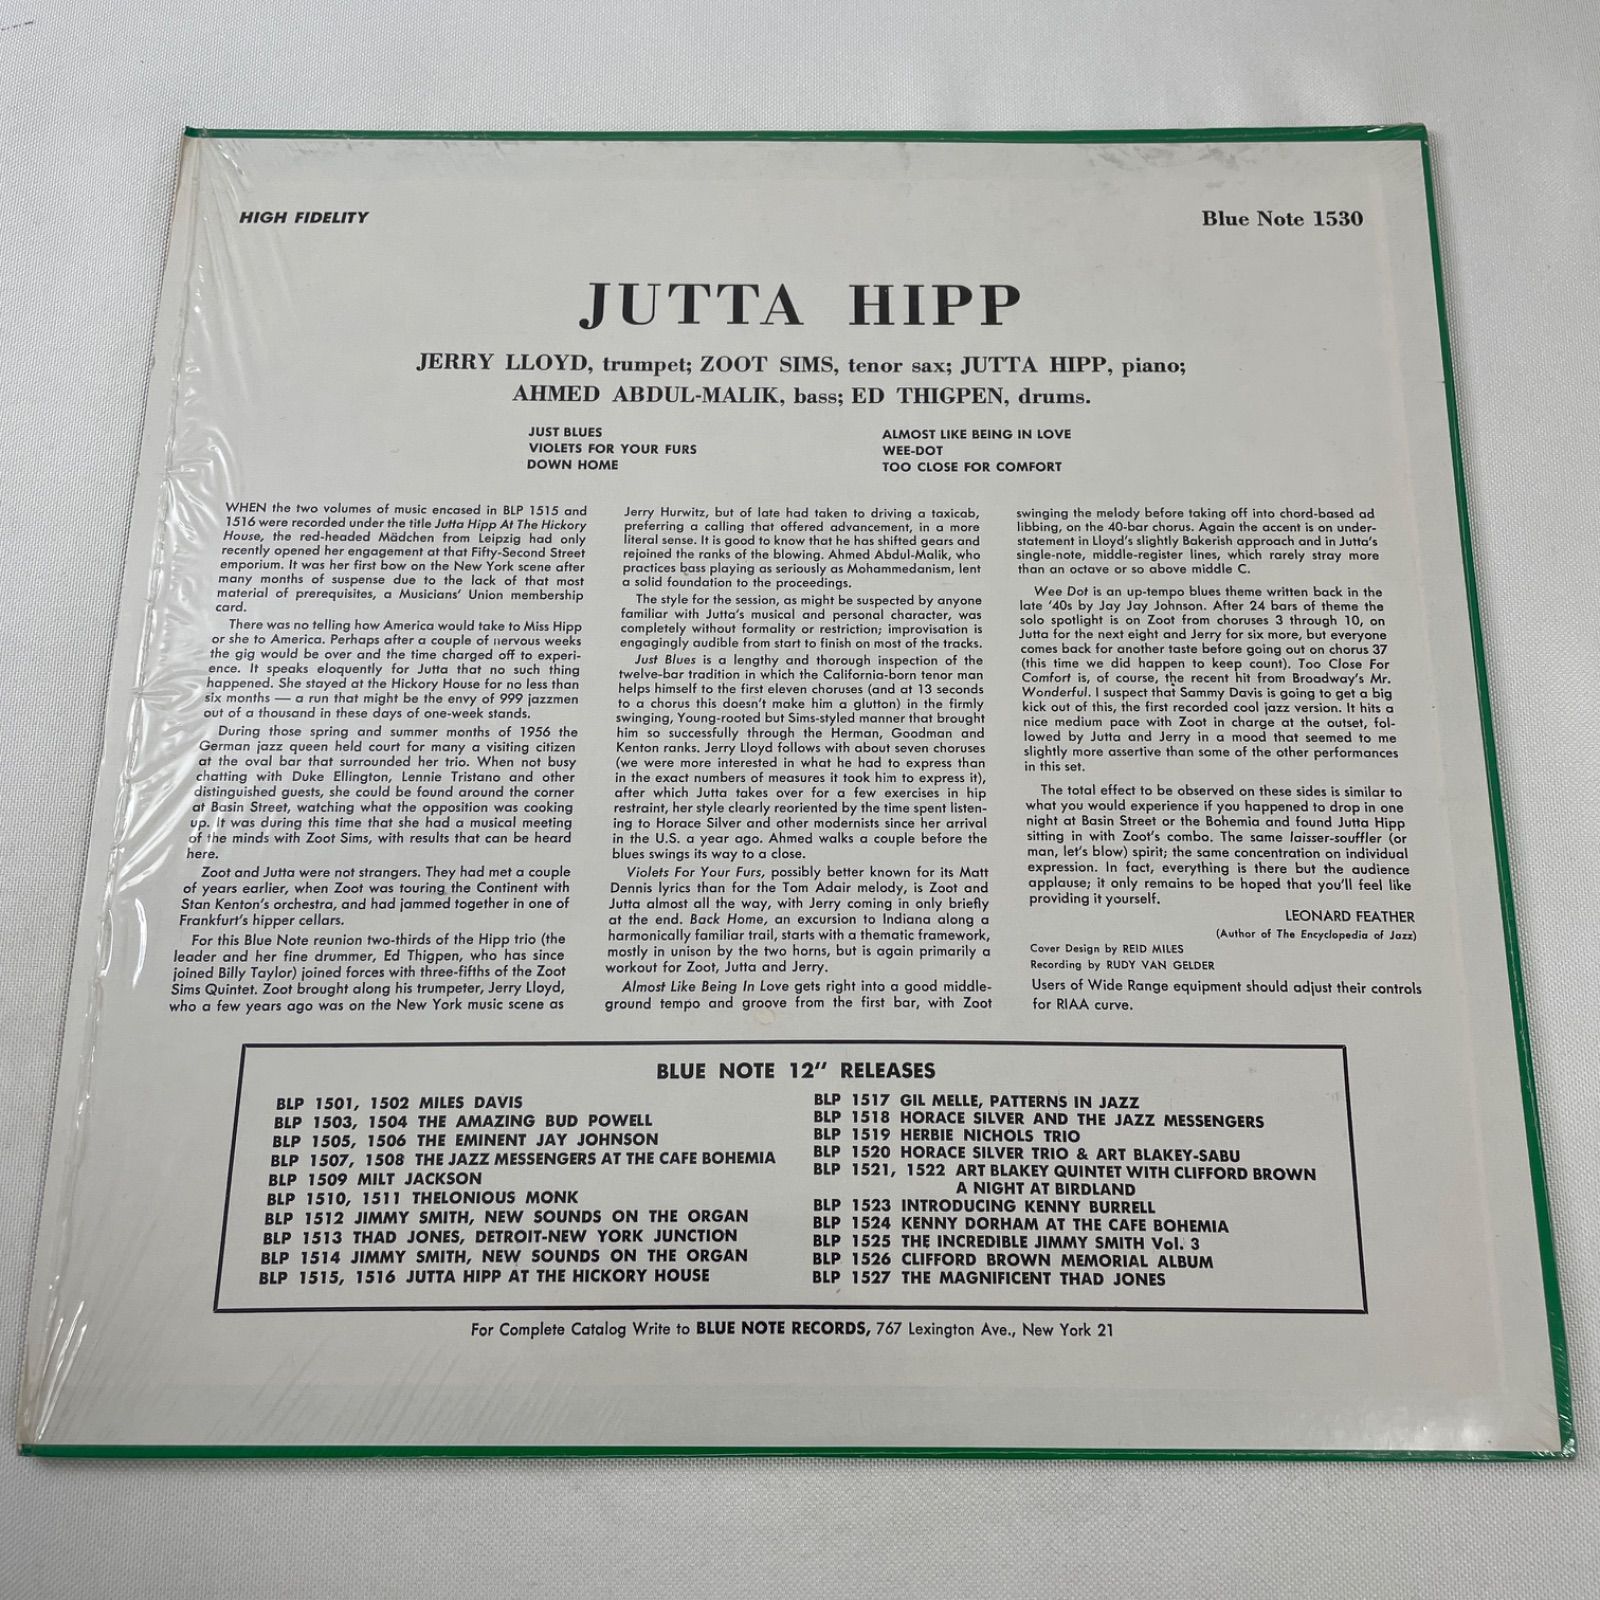 HIGH FIDELITY
Blue Note 1530
JUTTA HIPP
JERRY LLOYD, trumpet; ZOOT SIMS, tenor sax; JUTTA HIPP, piano;
AHMED ABDUL-MALIK, bass; ED THIGPEN, drums.
JUST BLUES
VIOLETS FOR YOUR FURS
DOWN HOME
ALMOST LIKE BEING IN LOVE
WEE-DOT
TOO CLOSE FOR COMFORT
WHEN the two volumes of music encased in BLP 1515 and
1516 were recorded under the title Jutta Hipp At The Hickory
House, the red-headed Mädchen from Leipzig had only
recently opened her engagement at that Fifty-Second Street
emporium. It was her first bow on the New York scene after
many months of suspense due to the lack of that most
material of prerequisites, a Musicians' Union membership
card.
There was no telling how America would take to Miss Hipp
or she to America. Perhaps after a couple of nervous weeks
the gig would be over and the time charged off to experi-
ence. It speaks eloquently for Jutta that no such thing
happened. She stayed at the Hickory House for no less than
six months — a run that might be the envy of 999 jazzmen
out of a thousand in these days of one-week stands.
During those spring and summer months of 1956 the
German jazz queen held court for many a visiting citizen
at the oval bar that surrounded her trio. When not busy
chatting with Duke Ellington, Lennie Tristano and other
distinguished guests, she could be found around the corner
at Basin Street, watching what the opposition was cooking
up. It was during this time that she had a musical meeting
of the minds with Zoot Sims, with results that can be heard
here.
Zoot and Jutta were not strangers. They had met a couple
of years earlier, when Zoot was touring the Continent with
Stan Kenton's orchestra, and had jammed together in one of
Frankfurt's hipper cellars.
For this Blue Note reunion two-thirds of the Hipp trio (the
leader and her fine drummer, Ed Thigpen, who has since
joined Billy Taylor) joined forces with three-fifths of the Zoot
Sims Quintet. Zoot brought along his trumpeter, Jerry Lloyd,
who a few years ago was on the New York music scene as
Jerry Hurwitz, but of late had taken to driving a taxicab,
preferring a calling that offered advancement, in a more
literal sense. It is good to know that he has shifted gears and
rejoined the ranks of the blowing. Ahmed Abdul-Malik, who
practices bass playing as seriously as Mohammedanism, lent
a solid foundation to the proceedings.
The style for the session, as might be suspected by anyone
familiar with Jutta's musical and personal character, was
completely without formality or restriction; improvisation is
engagingly audible from start to finish on most of the tracks.
Just Blues is a lengthy and thorough inspection of the
twelve-bar tradition in which the California-born tenor man
helps himself to the first eleven choruses (and at 13 seconds
to a chorus this doesn't make him a glutton) in the firmly
swinging, Young-rooted but Sims-styled manner that brought
him so successfully through the Herman, Goodman and
Kenton ranks. Jerry Lloyd follows with about seven choruses
(we were more interested in what he had to express than
in the exact numbers of measures it took him to express it),
after which Jutta takes over for a few exercises in hip
restraint, her style clearly reoriented by the time spent listen-
ing to Horace Silver and other modernists since her arrival
in the U.S. a year ago. Ahmed walks a couple before the
blues swings its way to a close.
Violets For Your Furs, possibly better known for its Matt
Dennis lyrics than for the Tom Adair melody, is Zoot and
Jutta almost all the way, with Jerry coming in only briefly
at the end. Back Home, an excursion to Indiana along a
harmonically familiar trail, starts with a thematic framework,
mostly in unison by the two horns, but is again primarily a
workout for Zoot, Jutta and Jerry.
Almost Like Being In Love gets right into a good middle-
ground tempo and groove from the first bar, with Zoot
swinging the melody before taking off into chord-based ad
libbing, on the 40-bar chorus. Again the accent is on under-
statement in Lloyd's slightly Bakerish approach and in Jutta's
single-note, middle-register lines, which rarely stray more
than an octave or so above middle C.
Wee Dot is an up-tempo blues theme written back in the
late '40s by Jay Jay Johnson. After 24 bars of theme the
solo spotlight is on Zoot from choruses 3 through 10, on
Jutta for the next eight and Jerry for six more, but everyone
comes back for another taste before going out on chorus 37
(this time we did happen to keep count). Too Close For
Comfort is, of course, the recent hit from Broadway's Mr.
Wonderful. I suspect that Sammy Davis is going to get a big
kick out of this, the first recorded cool jazz version. It hits a
nice medium pace with Zoot in charge at the outset, fol-
lowed by Jutta and Jerry in a mood that seemed to me
slightly more assertive than some of the other performances
in this set.
The total effect to be observed on these sides is similar to
what you would experience if you happened to drop in one
night at Basin Street or the Bohemia and found Jutta Hipp
sitting in with Zoot's combo. The same laisser-souffler (or
man, let's blow) spirit; the same concentration on individual
expression. In fact, everything is there but the audience
applause; it only remains to be hoped that you'll feel like
providing it yourself.
LEONARD FEATHER
(Author of The Encyclopedia of Jazz)
Cover Design by REID MILES
Recording by RUDY VAN GELDER
Users of Wide Range equipment should adjust their controls
for RIAA curve.
BLUE NOTE 12" RELEASES
BLP 1501, 1502 MILES DAVIS
BLP 1503, 1504 THE AMAZING BUD POWELL
BLP 1505, 1506 THE EMINENT JAY JOHNSON
BLP 1507, 1508 THE JAZZ MESSENGERS AT THE CAFE BOHEMIA
BLP 1509 MILT JACKSON
BLP 1510, 1511 THELONIOUS MONK
BLP 1512 JIMMY SMITH, NEW SOUNDS ON THE ORGAN
BLP 1513 THAD JONES, DETROIT-NEW YORK JUNCTION
BLP 1514 JIMMY SMITH, NEW SOUNDS ON THE ORGAN
BLP 1515, 1516 JUTTA HIPP AT THE HICKORY HOUSE
BLP 1517 GIL MELLE, PATTERNS IN JAZZ
BLP 1518 HORACE SILVER AND THE JAZZ MESSENGERS
BLP 1519 HERBIE NICHOLS TRIO
BLP 1520 HORACE SILVER TRIO & ART BLAKEY-SABU
BLP 1521, 1522 ART BLAKEY QUINTET WITH CLIFFORD BROWN
A NIGHT AT BIRDLAND
BLP 1523 INTRODUCING KENNY BURRELL
BLP 1524 KENNY DORHAM AT THE CAFE BOHEMIA
BLP 1525 THE INCREDIBLE JIMMY SMITH Vol. 3
BLP 1526 CLIFFORD BROWN MEMORIAL ALBUM
BLP 1527 THE MAGNIFICENT THAD JONES
For Complete Catalog Write to BLUE NOTE RECORDS, 767 Lexington Ave., New York 21